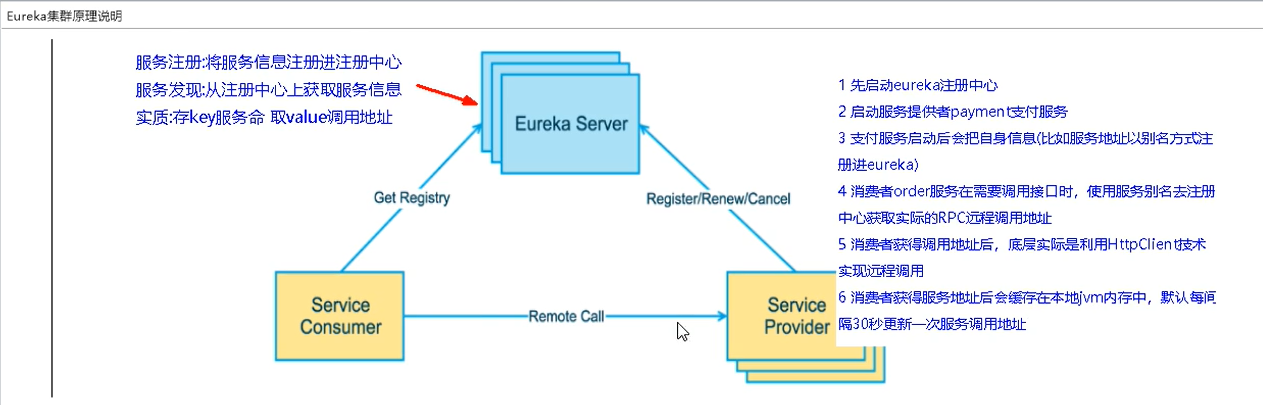 Eureka集群原理说明
服务注册:将服务信息注册进注册中心
服务发现:从注册中心上获取服务信息
实质:存key服务命 取value调用地址
Eureka Server
Get Registry
Register/Renew/Cancel
Service
Consumer
Remote Call
Service
Provider
1 先启动eureka注册中心
2 启动服务提供者payment支付服务
3 支付服务启动后会把自身信息(比如服务地址以别名方式注
册进eureka)
4 消费者order服务在需要调用接口时，使用服务别名去注册
中心获取实际的RPC远程调用地址
5 消费者获得调用地址后，底层实际是利用HttpClient技术
实现远程调用
6 消费者获得服务地址后会缓存在本地jvm内存中，默认每间
隔30秒更新一次服务调用地址